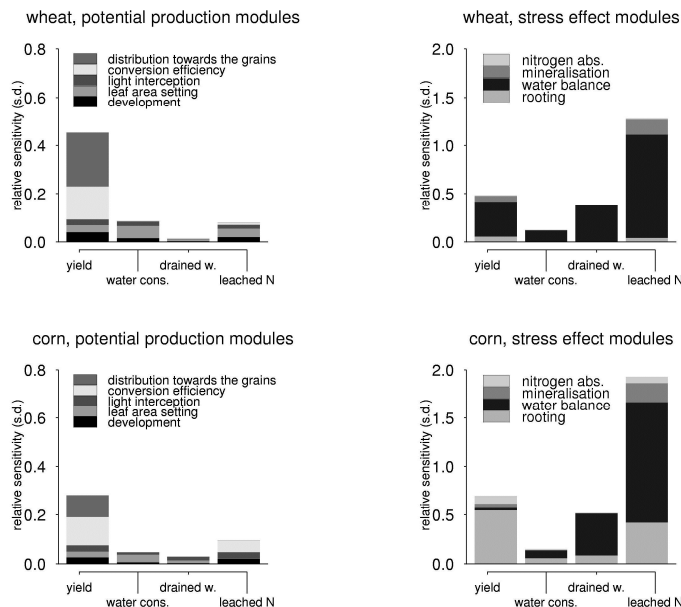 wheat, potential production modules
relative sensitivity (s.d.)
0.8
0.6
0.4
0.2
0.0
distribution towards the grains
conversion efficiency
light interception
leaf area setting
development
yield
drained w.
water cons.
leached N
wheat, stress effect modules
relative sensitivity (s.d.)
2.0
1.5
1.0
0.5
0.0
nitrogen abs.
mineralisation
water balance
rooting
yield
drained w.
water cons.
leached N
corn, potential production modules
relative sensitivity (s.d.)
0.8
0.6
0.4
0.2
0.0
distribution towards the grains
conversion efficiency
light interception
leaf area setting
development
yield
drained w.
water cons.
leached N
corn, stress effect modules
relative sensitivity (s.d.)
2.0
1.5
1.0
0.5
0.0
nitrogen abs.
mineralisation
water balance
rooting
yield
drained w.
water cons.
leached N